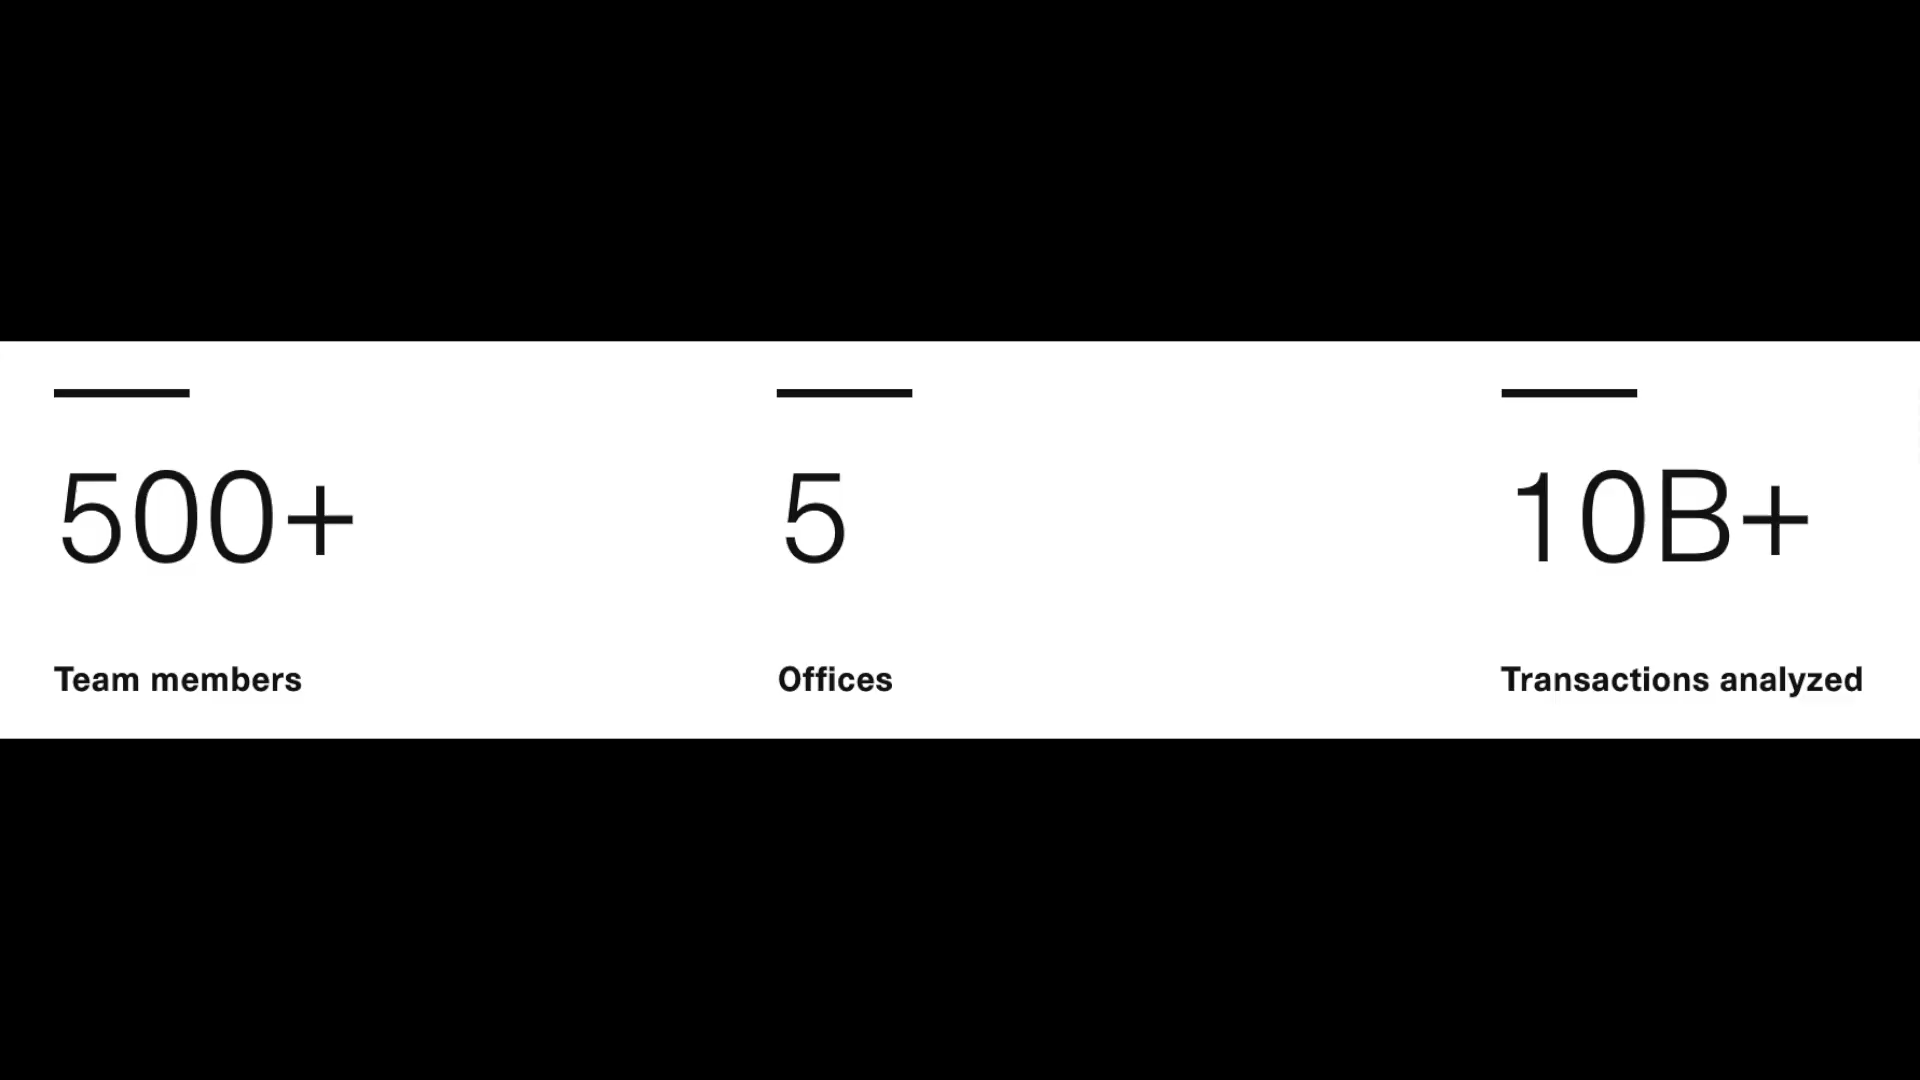 500+
5
10B+
Team members
Offices
Transactions analyzed